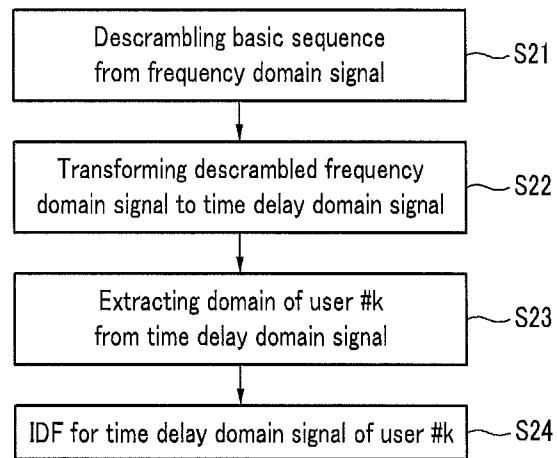 Descrambling basic sequence
from frequency domain signal
S21
Transforming descrambled frequency
domain signal to time delay domain signal
S22
Extracting domain of user #k
from time delay domain signal
S23
IDF for time delay domain signal of user #k
S24